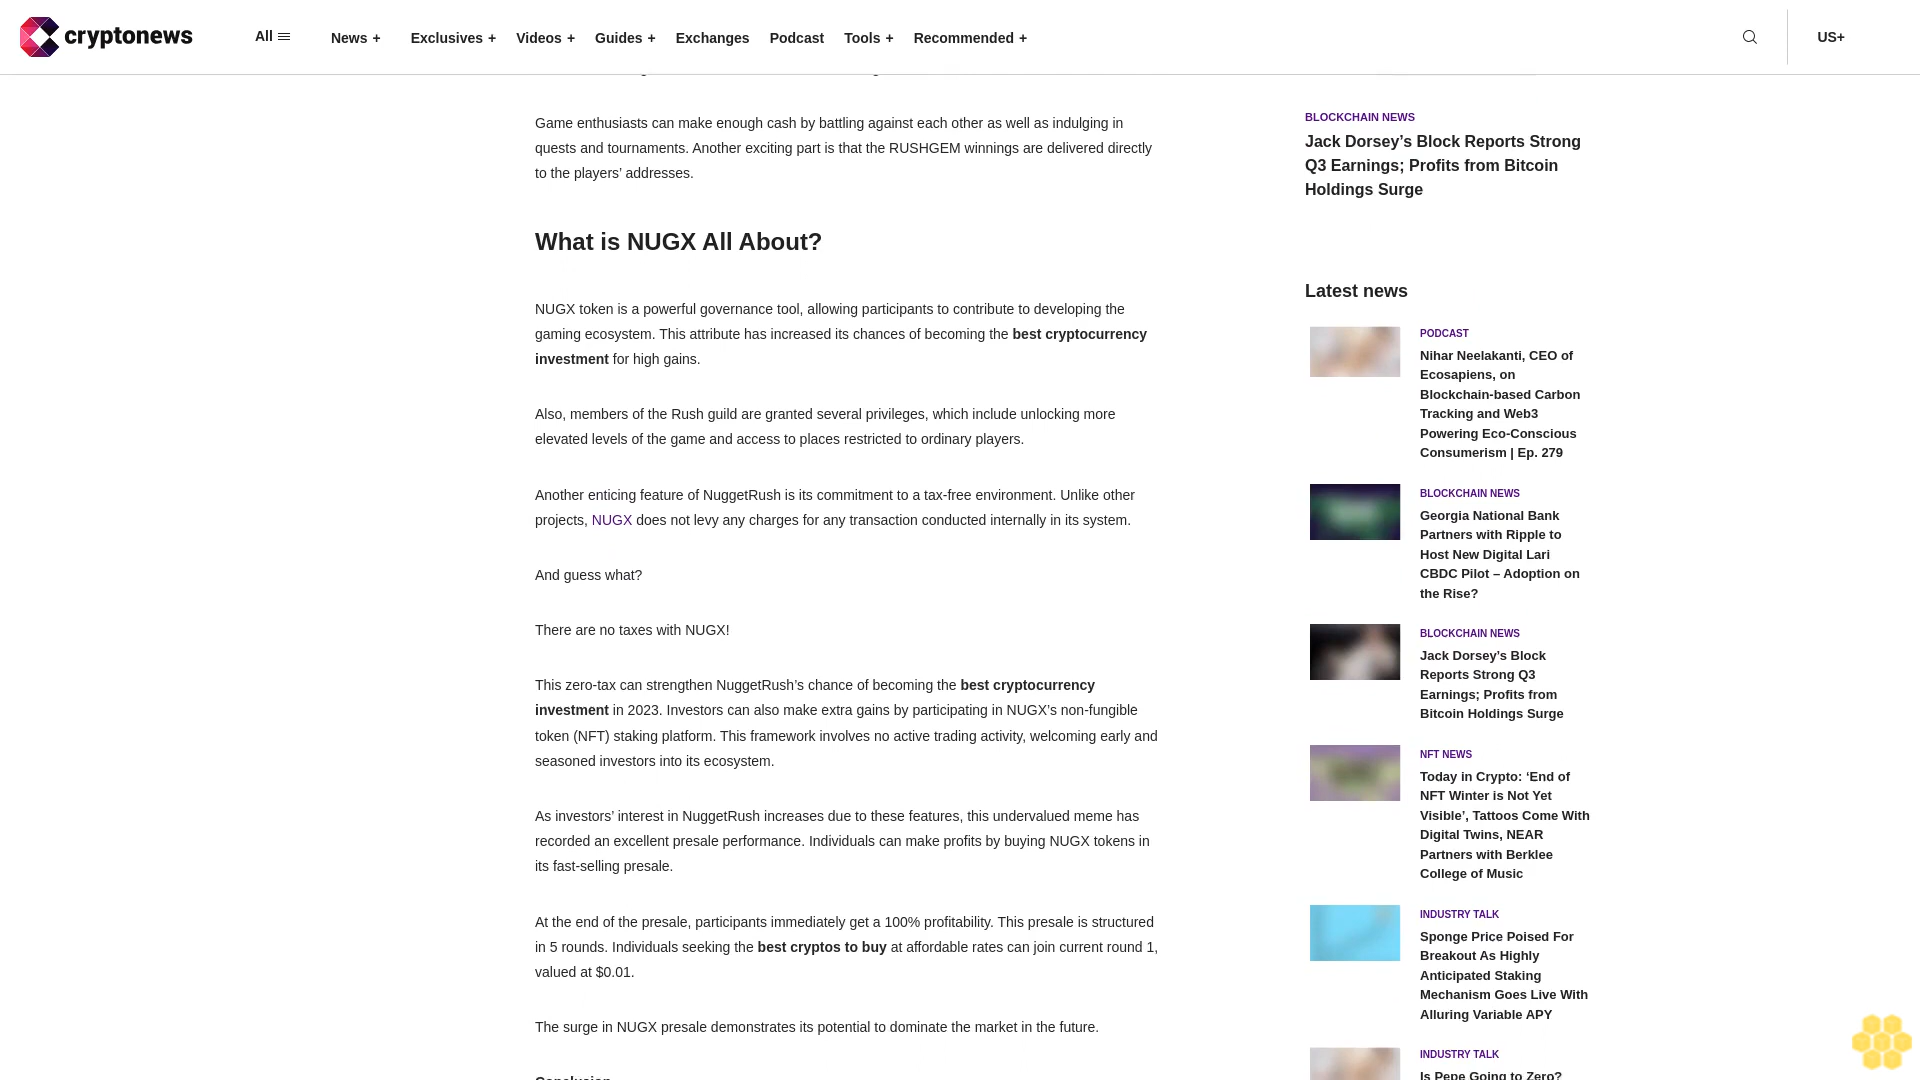 cryptonews
All
News +
Exclusives +
Videos +
Guides +
Exchanges
Podcast
Tools +
Recommended +
US+
Game enthusiasts can make enough cash by battling against each other as well as indulging in
quests and tournaments. Another exciting part is that the RUSHGEM winnings are delivered directly
to the players’ addresses.
What is NUGX All About?
NUGX token is a powerful governance tool, allowing participants to contribute to developing the
gaming ecosystem. This attribute has increased its chances of becoming the best cryptocurrency
investment for high gains.
Also, members of the Rush guild are granted several privileges, which include unlocking more
elevated levels of the game and access to places restricted to ordinary players.
Another enticing feature of NuggetRush is its commitment to a tax-free environment. Unlike other
projects, NUGX does not levy any charges for any transaction conducted internally in its system.
And guess what?
There are no taxes with NUGX!
This zero-tax can strengthen NuggetRush’s chance of becoming the best cryptocurrency
investment in 2023. Investors can also make extra gains by participating in NUGX’s non-fungible
token (NFT) staking platform. This framework involves no active trading activity, welcoming early and
seasoned investors into its ecosystem.
As investors’ interest in NuggetRush increases due to these features, this undervalued meme has
recorded an excellent presale performance. Individuals can make profits by buying NUGX tokens in
its fast-selling presale.
At the end of the presale, participants immediately get a 100% profitability. This presale is structured
in 5 rounds. Individuals seeking the best cryptos to buy at affordable rates can join current round 1,
valued at $0.01.
The surge in NUGX presale demonstrates its potential to dominate the market in the future.
Conclusion
BLOCKCHAIN NEWS
Jack Dorsey’s Block Reports Strong
Q3 Earnings; Profits from Bitcoin
Holdings Surge
Latest news
PODCAST
Nihar Neelakanti, CEO of
Ecosapiens, on
Blockchain-based Carbon
Tracking and Web3
Powering Eco-Conscious
Consumerism | Ep. 279
BLOCKCHAIN NEWS
Georgia National Bank
Partners with Ripple to
Host New Digital Lari
CBDC Pilot – Adoption on
the Rise?
BLOCKCHAIN NEWS
Jack Dorsey’s Block
Reports Strong Q3
Earnings; Profits from
Bitcoin Holdings Surge
NFT NEWS
Today in Crypto: ‘End of
NFT Winter is Not Yet
Visible’, Tattoos Come With
Digital Twins, NEAR
Partners with Berklee
College of Music
INDUSTRY TALK
Sponge Price Poised For
Breakout As Highly
Anticipated Staking
Mechanism Goes Live With
Alluring Variable APY
INDUSTRY TALK
Is Pepe Going to Zero?